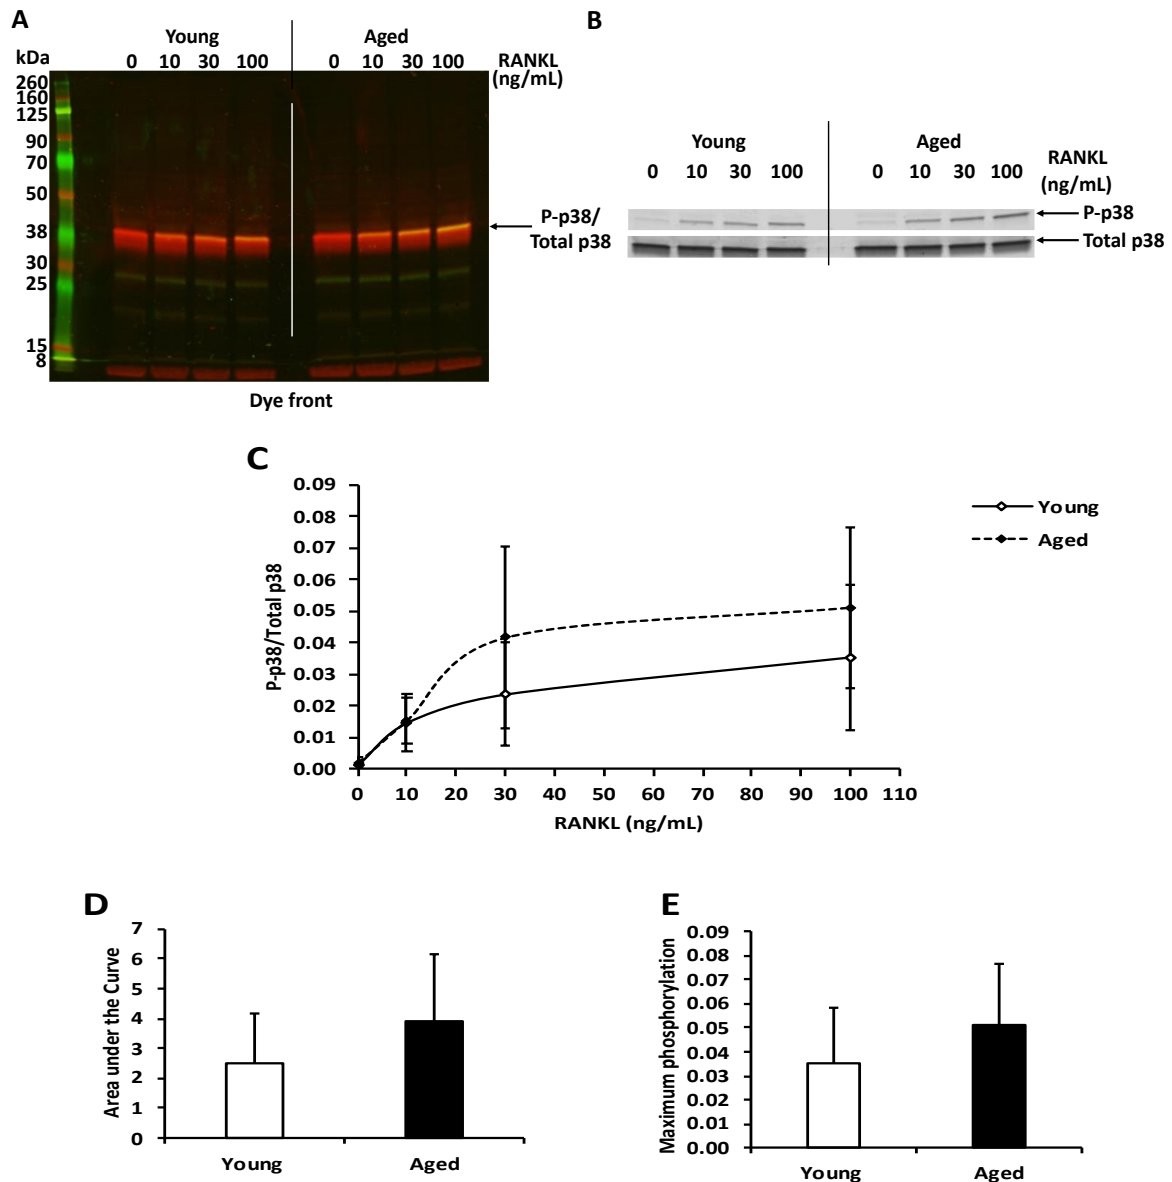 A
Young
Aged
kDa
0 10 30 100
0 10 30 100
RANKL
(ng/mL)
260
160
125
90
70
50
38
30
25
15
8
P-p38/
Total p38
Dye front
B
Young
Aged
0 10 30 100
0 10 30 100
RANKL
(ng/mL)
P-p38
Total p38
C
0.09
0.08
0.07
0.06
0.05
0.04
0.03
0.02
0.01
0.00
P-p38/Total p38
0 10 20 30 40 50 60 70 80 90 100 110
RANKL (ng/mL)
Young
Aged
D
7
6
5
4
3
2
1
0
Area under the Curve
Young Aged
E
0.09
0.08
0.07
0.06
0.05
0.04
0.03
0.02
0.01
0.00
Maximum phosphorylation
Young Aged